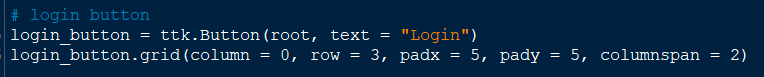 # login button
login_button = ttk.Button(root, text = "Login")
login_button.grid(column = 0, row = 3, padx = 5, pady = 5, columnspan = 2)